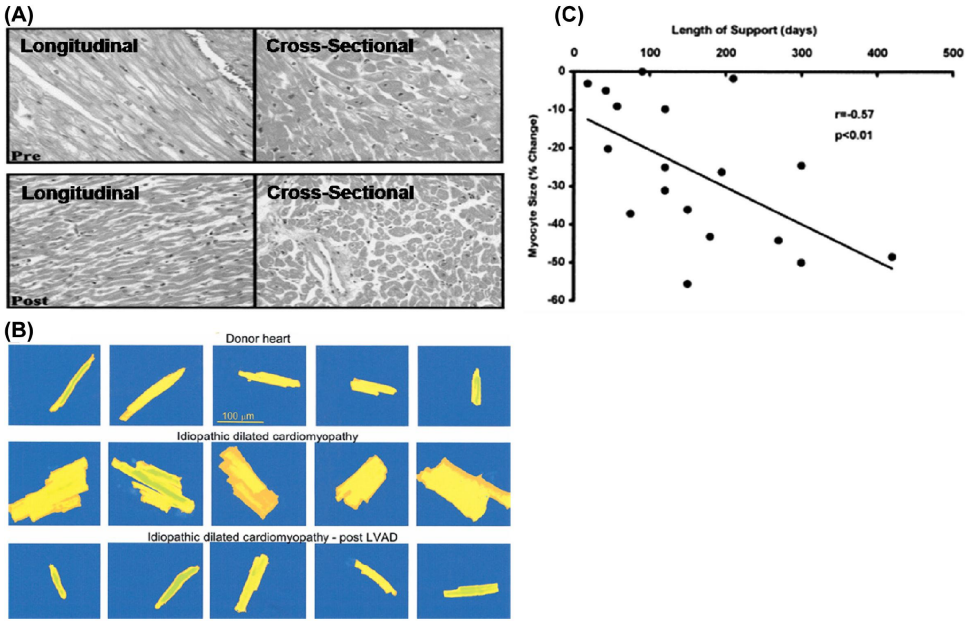 (A)
Longitudinal
Cross-Sectional
Pre
Longitudinal
Cross-Sectional
Post
(B)
Donor heart
100 µm
Idiopathic dilated cardiomyopathy
Idiopathic dilated cardiomyopathy - post LVAD
(C)
Length of Support (days)
0 100 200 300 400 500
0
-10
-20
-30
-40
-50
-60
Myocyte Size (% Change)
r=-0.57
p<0.01